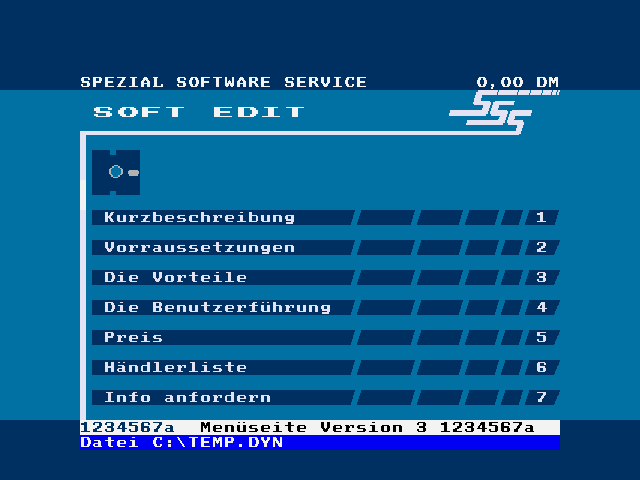 SPEZIAL SOFTWARE SERVICE 0,00 DM
SOFT EDIT SSS
Kurzbeschreibung 1
Vorraussetzungen 2
Die Vorteile 3
Die Benutzerführung 4
Preis 5
Händlerliste 6
Info anfordern 7
1234567a Menüseite Version 3 1234567a
Datei C:\TEMP.DYN